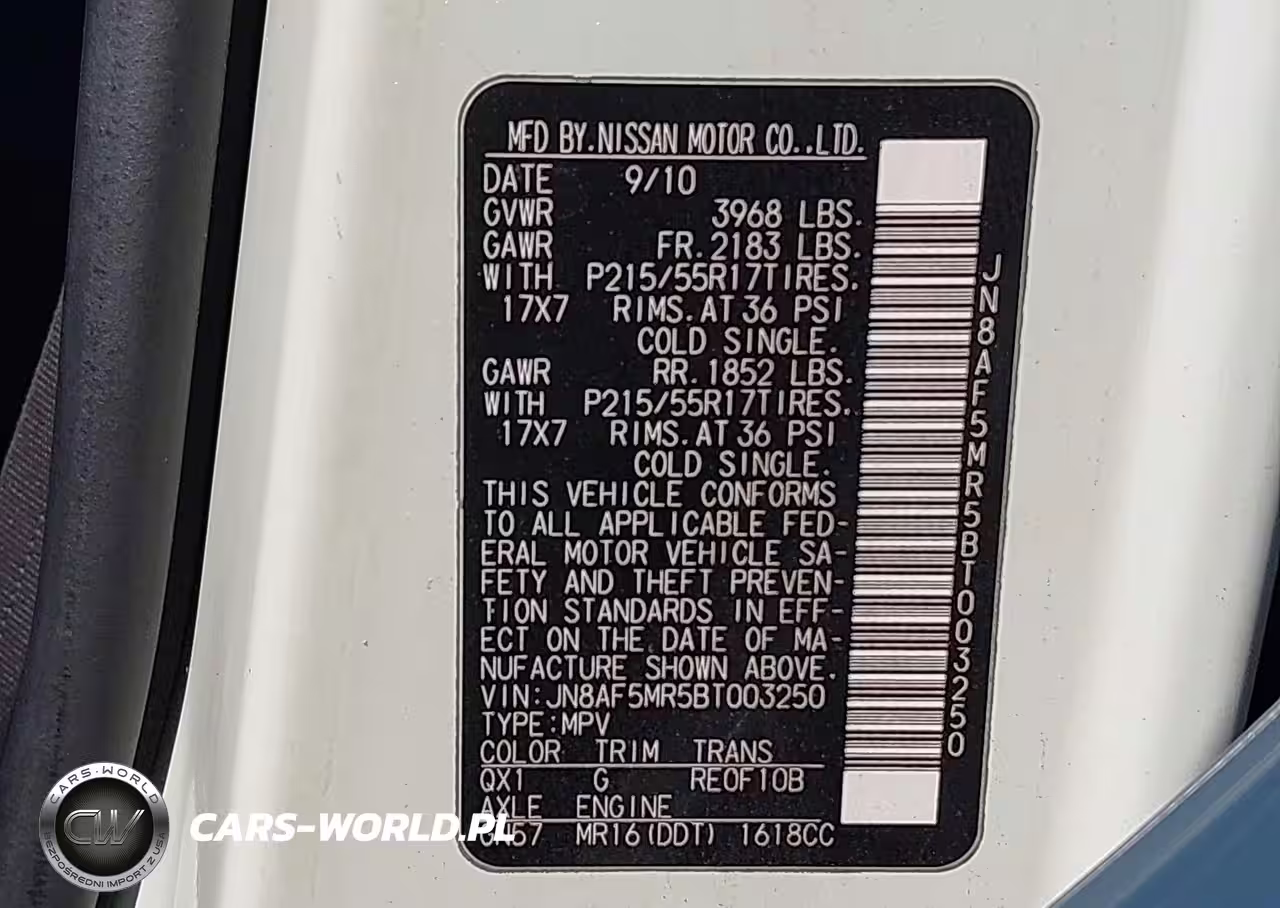 MFD BY.NISSAN MOTOR CO.,LTD.
DATE 9/10
GVWR 3968 LBS.
GAWR FR.2183 LBS.
WITH P215/55R17TIRES.
17X7 RIMS.AT 36 PSI
COLD SINGLE.
GAWR RR.1852 LBS.
WITH P215/55R17TIRES.
17X7 RIMS.AT 36 PSI
COLD SINGLE.
THIS VEHICLE CONFORMS
TO ALL APPLICABLE FED-
ERAL MOTOR VEHICLE SA-
FETY AND THEFT PREVEN-
TION STANDARDS IN EFF-
ECT ON THE DATE OF MA-
NUFACTURE SHOWN ABOVE.
VIN:JN8AF5MR5BT003250
TYPE:MPV
COLOR TRIM TRANS
QX1 G RE0F10B
AXLE ENGINE
MR16(DDT) 1618CC
JN8AF5MR5BT003250
CARS-WORLD
CW
BEZPOŚREDNI IMPORT Z USA
CARS-WORLD.PL